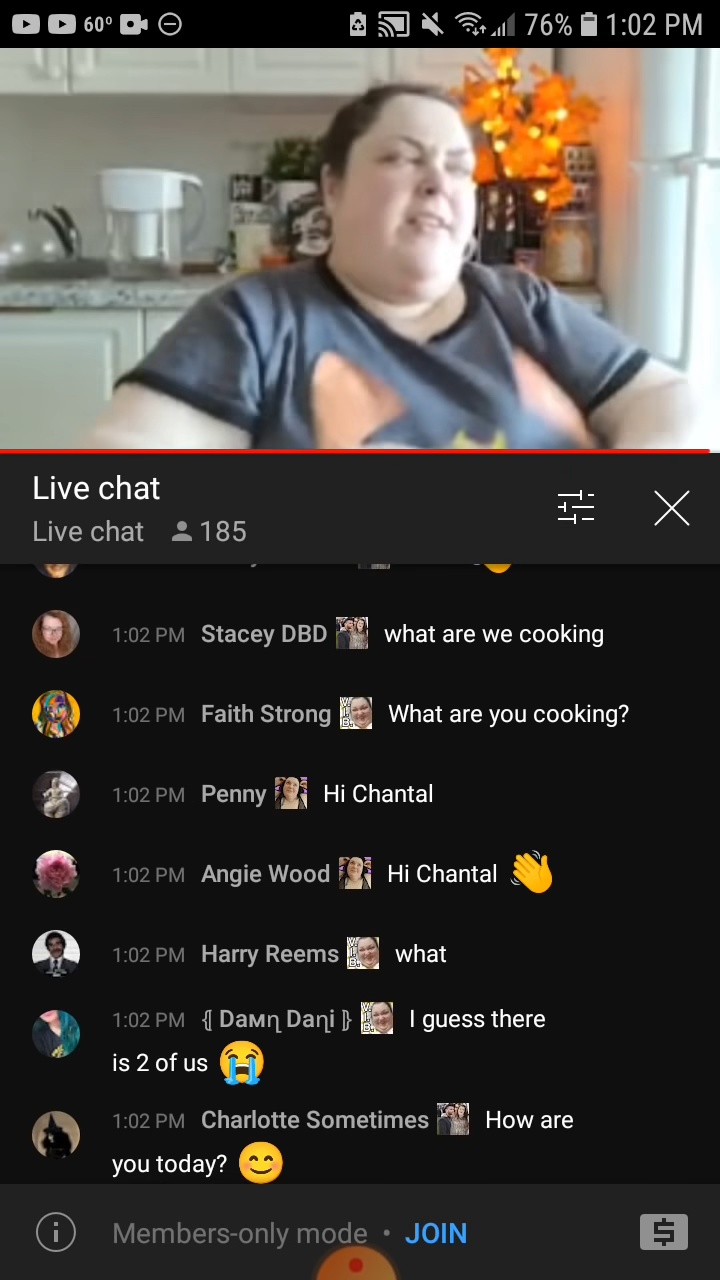 60° 76% 1:02 PM
Live chat
Live chat 185
1:02 PM Stacey DBD what are we cooking
1:02 PM Faith Strong What are you cooking?
1:02 PM Penny Hi Chantal
1:02 PM Angie Wood Hi Chantal 👋
1:02 PM Harry Reems what
1:02 PM ⦃ Daмη Daηi ⦄ I guess there
is 2 of us 😭
1:02 PM Charlotte Sometimes How are
you today? 😊
Members-only mode • JOIN